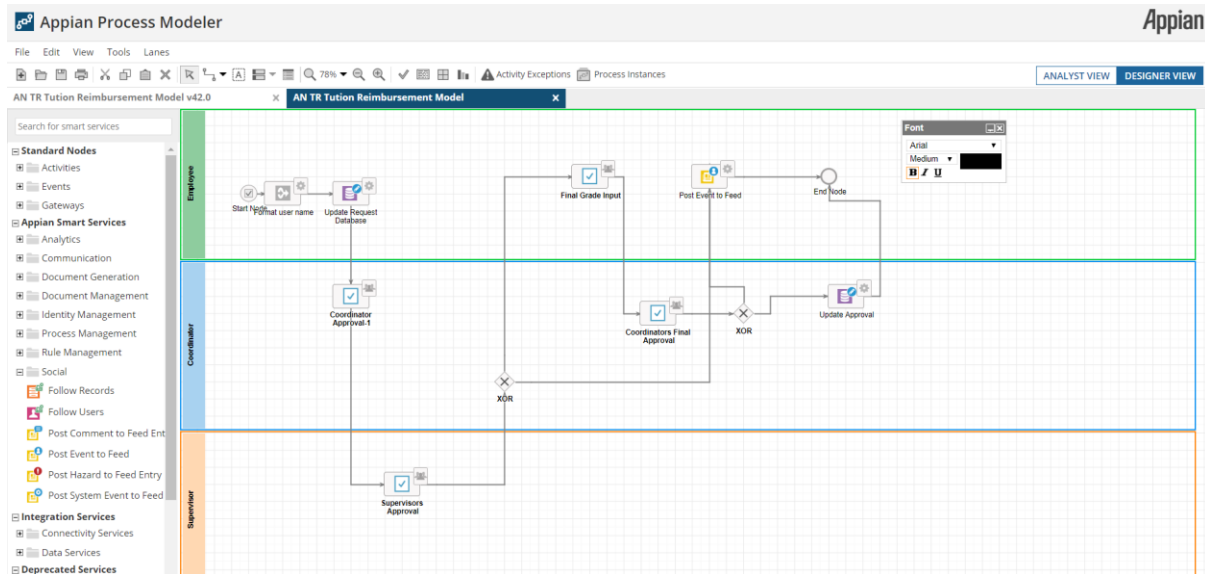 Appian Process Modeler
Appian
File Edit View Tools Lanes
A 78% Activity Exceptions Process Instances
ANALYST VIEW DESIGNER VIEW
AN TR Tution Reimbursement Model v42.0 x
AN TR Tution Reimbursement Model x
Search for smart services
Standard Nodes
Activities
Events
Gateways
Appian Smart Services
Analytics
Communication
Document Generation
Document Management
Identity Management
Process Management
Rule Management
Social
Follow Records
Follow Users
Post Comment to Feed Ent
Post Event to Feed
Post Hazard to Feed Entry
Post System Event to Feed
Integration Services
Connectivity Services
Data Services
Deprecated Services
Employee
Start Node
Format user name
Update Request
Database
Final Grade Input
Post Event to Feed
End Node
Font
Arial
Medium
B I U
Coordinator
Coordinator
Approval-1
Coordinators Final
Approval
XOR
Update Approval
XOR
Supervisor
Supervisors
Approval